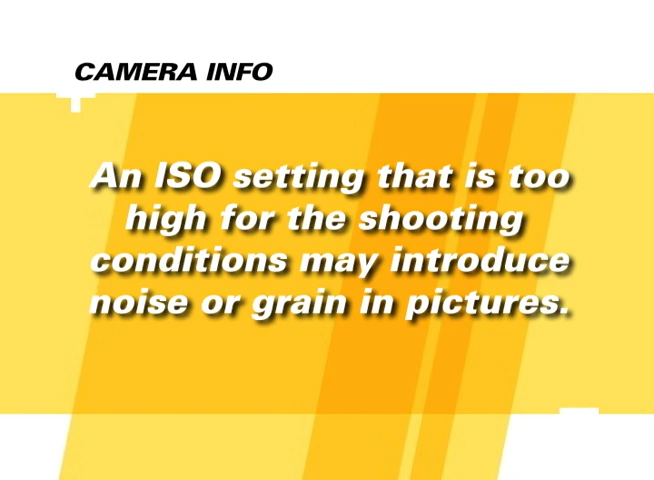 CAMERA INFO
An ISO setting that is too
high for the shooting
conditions may introduce
noise or grain in pictures.